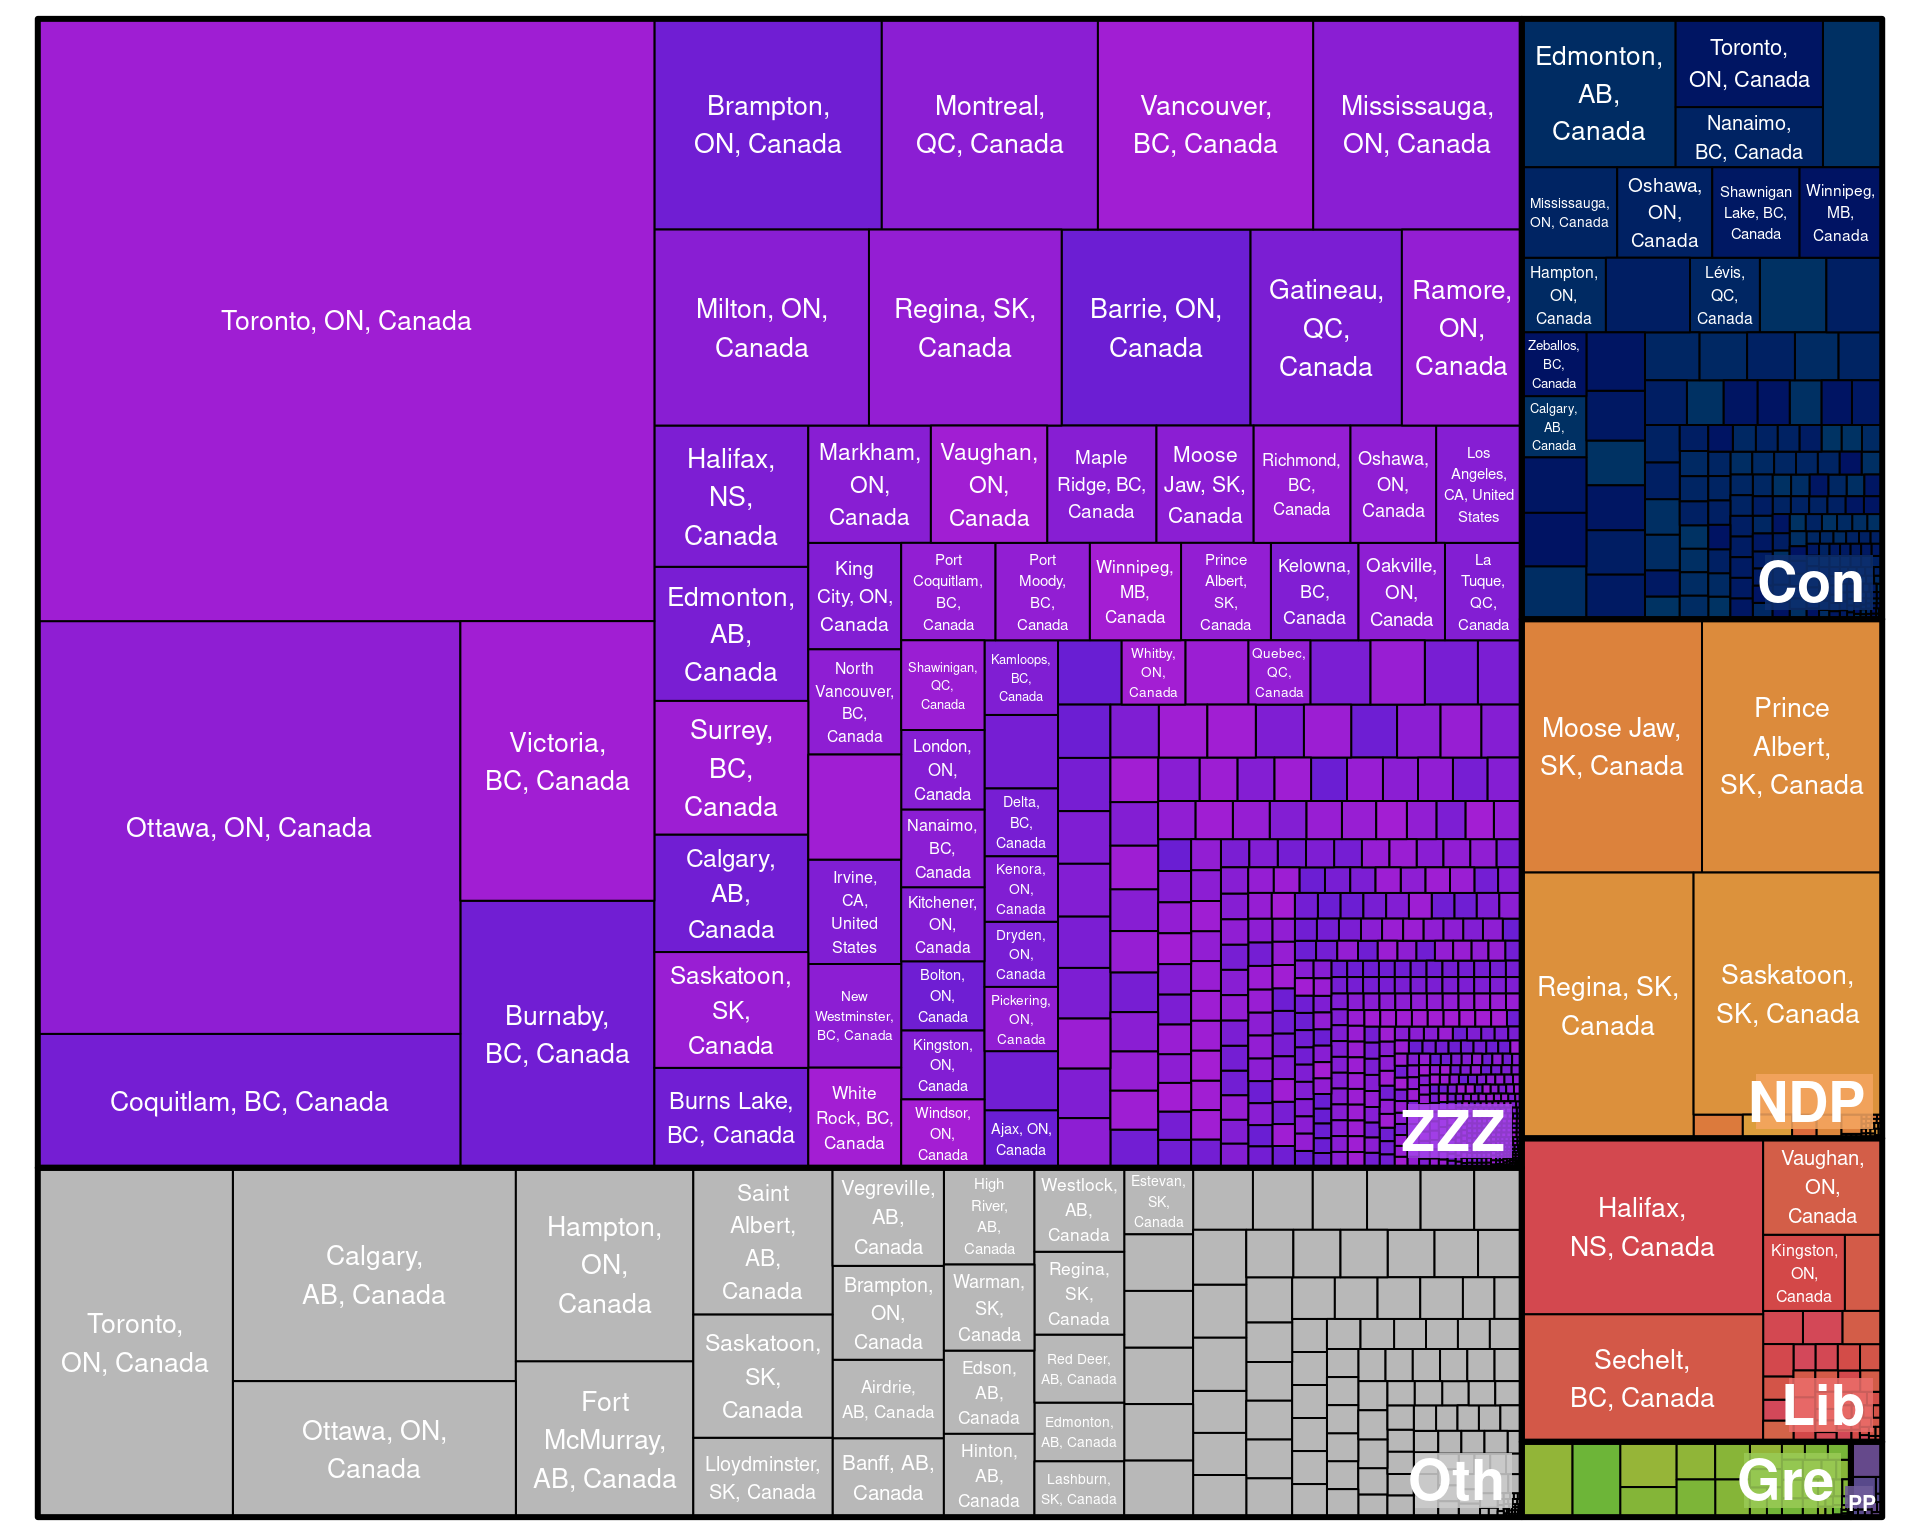 Toronto, ON, Canada
Brampton,
ON, Canada
Montreal,
QC, Canada
Vancouver,
BC, Canada
Mississauga,
ON, Canada
Milton, ON,
Canada
Regina, SK,
Canada
Barrie, ON,
Canada
Gatineau,
QC,
Canada
Ramore,
ON,
Canada
Ottawa, ON, Canada
Victoria,
BC, Canada
Burnaby,
BC, Canada
Coquitlam, BC, Canada
Halifax,
NS,
Canada
Edmonton,
AB,
Canada
Surrey,
BC,
Canada
Calgary,
AB,
Canada
Saskatoon,
SK,
Canada
Burns Lake,
BC, Canada
Markham,
ON,
Canada
Vaughan,
ON,
Canada
Maple
Ridge, BC,
Canada
Moose
Jaw, SK,
Canada
Richmond,
BC,
Canada
Oshawa,
ON,
Canada
Los
Angeles,
CA, United
States
King
City, ON,
Canada
North
Vancouver,
BC,
Canada
Irvine,
CA,
United
States
New
Westminster,
BC, Canada
White
Rock, BC,
Canada
Port
Coquitlam,
BC,
Canada
Port
Moody,
BC,
Canada
Winnipeg,
MB,
Canada
Prince
Albert,
SK,
Canada
Kelowna,
BC,
Canada
Oakville,
ON,
Canada
La
Tuque,
QC,
Canada
Shawinigan,
QC,
Canada
London,
ON,
Canada
Nanaimo,
BC,
Canada
Kitchener,
ON,
Canada
Bolton,
ON,
Canada
Kingston,
ON,
Canada
Windsor,
ON,
Canada
Kamloops,
BC,
Canada
Delta,
BC,
Canada
Kenora,
ON,
Canada
Dryden,
ON,
Canada
Pickering,
ON,
Canada
Ajax, ON,
Canada
Whitby,
ON,
Canada
Quebec,
QC,
Canada
ZZZ
Edmonton,
AB,
Canada
Toronto,
ON, Canada
Nanaimo,
BC, Canada
Mississauga,
ON, Canada
Oshawa,
ON,
Canada
Shawnigan
Lake, BC,
Canada
Winnipeg,
MB,
Canada
Hampton,
ON,
Canada
Lévis,
QC,
Canada
Zeballos,
BC,
Canada
Calgary,
AB,
Canada
Con
Moose Jaw,
SK, Canada
Prince
Albert,
SK, Canada
Regina, SK,
Canada
Saskatoon,
SK, Canada
NDP
Halifax,
NS, Canada
Vaughan,
ON,
Canada
Kingston,
ON,
Canada
Sechelt,
BC, Canada
Lib
Gre
PP
Toronto,
ON, Canada
Calgary,
AB, Canada
Ottawa, ON,
Canada
Hampton,
ON,
Canada
Fort
McMurray,
AB, Canada
Saint
Albert,
AB,
Canada
Saskatoon,
SK,
Canada
Lloydminster,
SK, Canada
Vegreville,
AB,
Canada
Brampton,
ON,
Canada
Airdrie,
AB, Canada
Banff, AB,
Canada
High
River,
AB,
Canada
Warman,
SK,
Canada
Edson,
AB,
Canada
Hinton,
AB,
Canada
Westlock,
AB,
Canada
Regina,
SK,
Canada
Red Deer,
AB, Canada
Edmonton,
AB, Canada
Lashburn,
SK, Canada
Estevan,
SK,
Canada
Oth